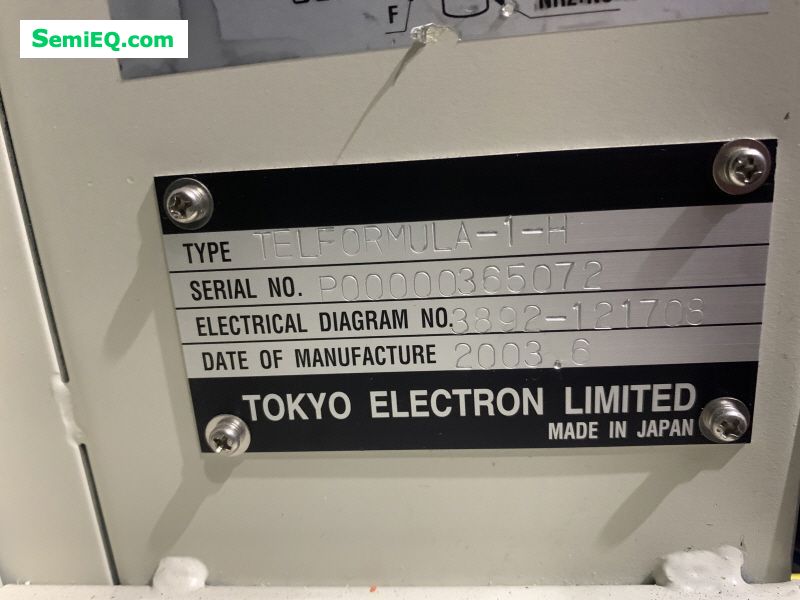 SemiEQ.com
F
TYPE TELFORMULA-1-H
SERIAL NO. P00000365072
ELECTRICAL DIAGRAM NO. 3892-121708
DATE OF MANUFACTURE 2003.6
TOKYO ELECTRON LIMITED
MADE IN JAPAN